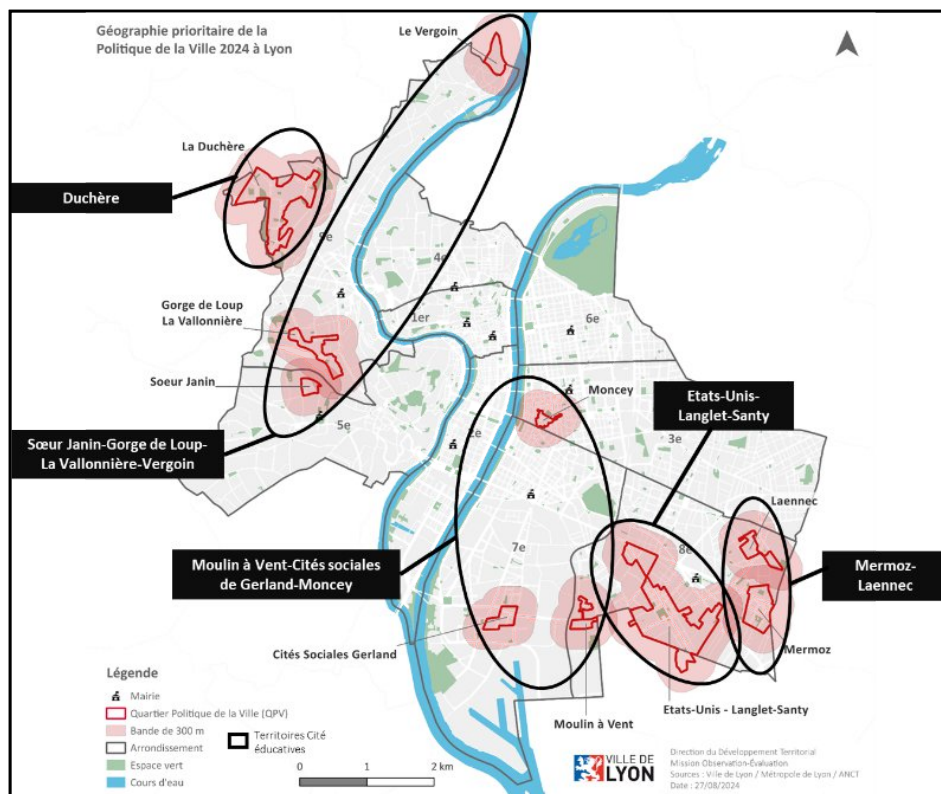 Géographie prioritaire de la
Politique de la Ville 2024 à Lyon
Le Vergoin
La Duchère
Duchère
9e
4e
Gorge de Loup
La Vallonnière
1er
6e
Soeur Janin
Moncey
Etats-Unis-
Langlet-Santy
5e
2e
3e
Sœur Janin-Gorge de Loup-
La Vallonnière-Vergoin
Laennec
7e
8e
Moulin à Vent-Cités sociales
de Gerland-Moncey
Mermoz-
Laennec
Cités Sociales Gerland
Mermoz
Moulin à Vent
Etats-Unis - Langlet-Santy
Légende
Mairie
Quartier Politique de la Ville (QPV)
Bande de 300 m
Arrondissement
Espace vert
Cours d'eau
Territoires Cité
éducatives
0 1 2 km
VILLE DE
LYON
Direction du Développement Territorial
Mission Observation-Évaluation
Sources : Ville de Lyon / Métropole de Lyon / ANCT
Date : 27/08/2024